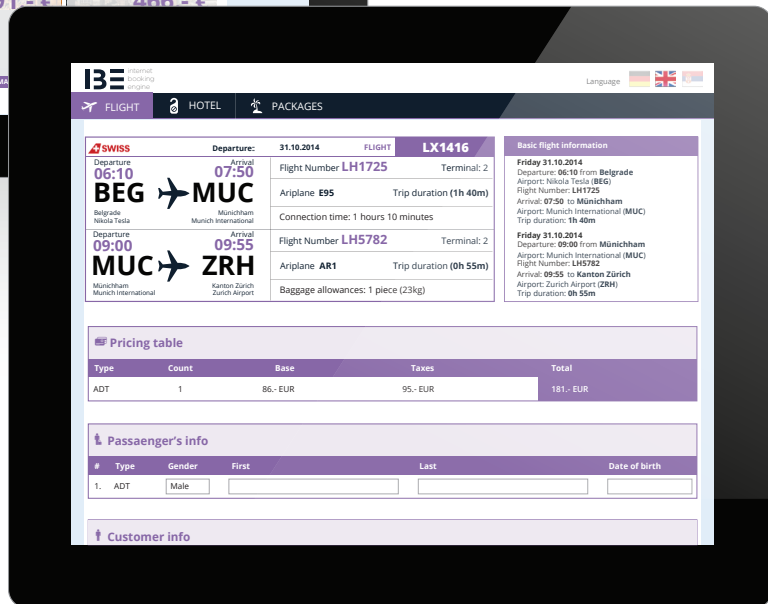 466.- €
IBE internet
booking
engine
Language
FLIGHT HOTEL PACKAGES
SWISS Departure: 31.10.2014 FLIGHT LX1416
Departure Arrival
06:10 07:50
BEG MUC
Belgrade Münichham
Nikola Tesla Munich International
Flight Number LH1725 Terminal: 2
Ariplane E95 Trip duration (1h 40m)
Connection time: 1 hours 10 minutes
Departure Arrival
09:00 09:55
MUC ZRH
Münichham Kanton Zürich
Munich International Zurich Airport
Flight Number LH5782 Terminal: 2
Ariplane AR1 Trip duration (0h 55m)
Baggage allowances: 1 piece (23kg)
Basic flight information
Friday 31.10.2014
Departure: 06:10 from Belgrade
Airport: Nikola Tesla (BEG)
Flight Number: LH1725
Arrival: 07:50 to Münichham
Airport: Munich International (MUC)
Trip duration: 1h 40m
Friday 31.10.2014
Departure: 09:00 from Münichham
Airport: Munich International (MUC)
Flight Number: LH5782
Arrival: 09:55 to Kanton Zürich
Airport: Zurich Airport (ZRH)
Trip duration: 0h 55m
Pricing table
Type Count Base Taxes Total
ADT 1 86.- EUR 95.- EUR 181.- EUR
Passaenger's info
# Type Gender First Last Date of birth
1. ADT Male
Customer info